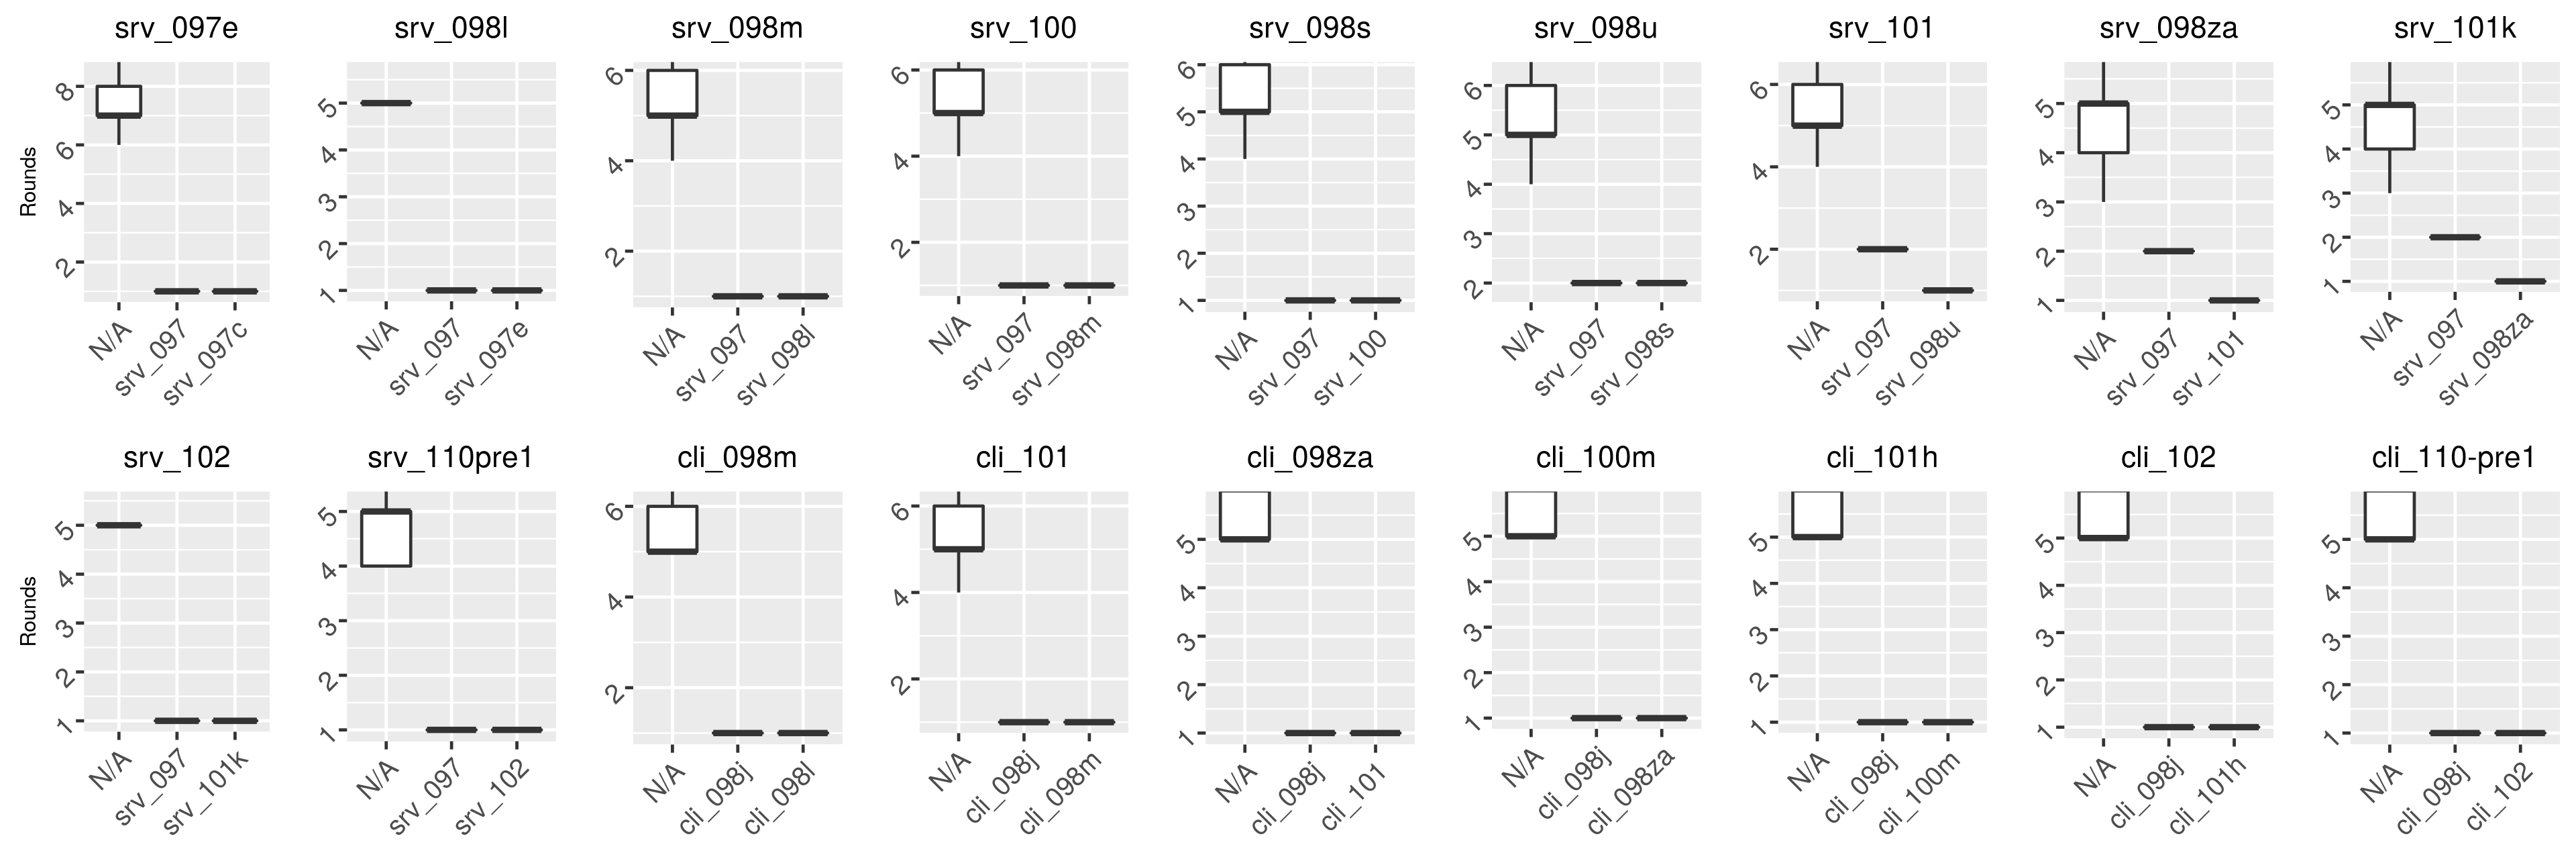 srv_097e srv_098l srv_098m srv_100 srv_098s srv_098u srv_101 srv_098za srv_101k
Rounds
8 6 4 2
5 4 3 2 1
6 4 2
6 4 2
6 5 4 3 2 1
6 5 4 3 2
6 4 2
5 4 3 2 1
5 4 3 2 1
N/A srv_097 srv_097c
N/A srv_097 srv_097e
N/A srv_097 srv_098l
N/A srv_097 srv_098m
N/A srv_097 srv_100
N/A srv_097 srv_098s
N/A srv_097 srv_098u
N/A srv_097 srv_101
N/A srv_097 srv_098za
srv_102 srv_110pre1 cli_098m cli_101 cli_098za cli_100m cli_101h cli_102 cli_110-pre1
Rounds
5 4 3 2 1
5 4 3 2 1
6 4 2
6 4 2
5 4 3 2 1
5 4 3 2 1
5 4 3 2 1
5 4 3 2 1
5 4 3 2 1
N/A srv_097 srv_101k
N/A srv_097 srv_102
N/A cli_098j cli_098l
N/A cli_098j cli_098m
N/A cli_098j cli_101
N/A cli_098j cli_098za
N/A cli_098j cli_100m
N/A cli_098j cli_101h
N/A cli_098j cli_102